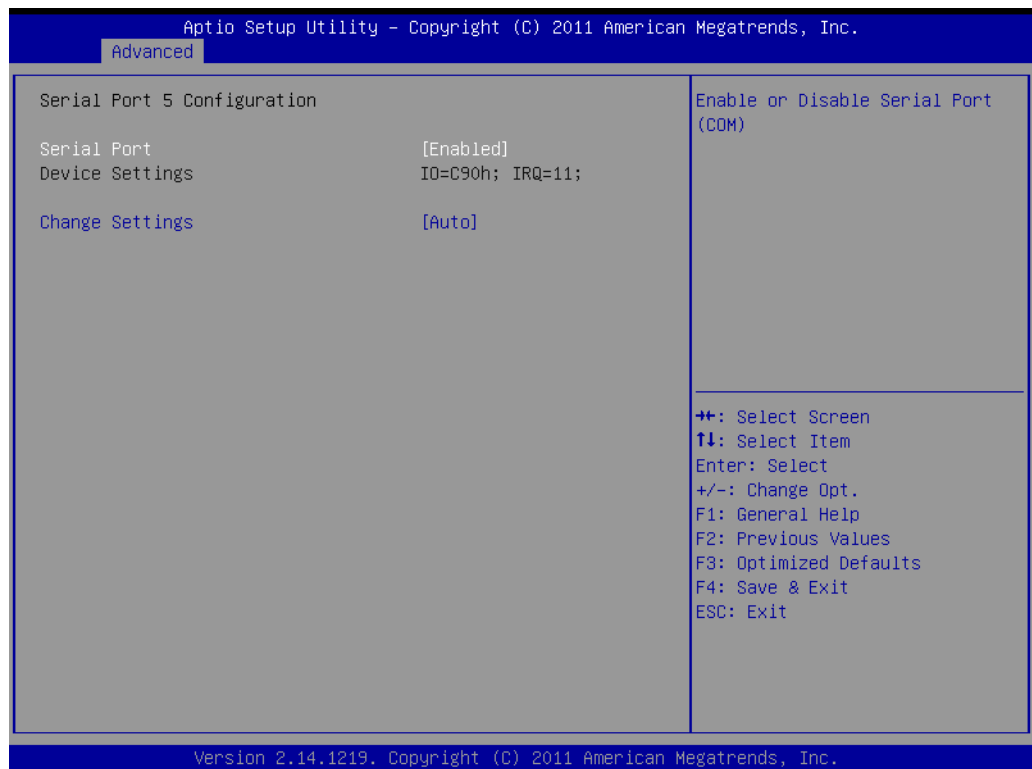 Aptio Setup Utility – Copyright (C) 2011 American Megatrends, Inc.
Advanced
Serial Port 5 Configuration
Serial Port [Enabled]
Device Settings IO=C90h; IRQ=11;
Change Settings [Auto]
Enable or Disable Serial Port
(COM)
→←: Select Screen
↑↓: Select Item
Enter: Select
+/-: Change Opt.
F1: General Help
F2: Previous Values
F3: Optimized Defaults
F4: Save & Exit
ESC: Exit
Version 2.14.1219. Copyright (C) 2011 American Megatrends, Inc.